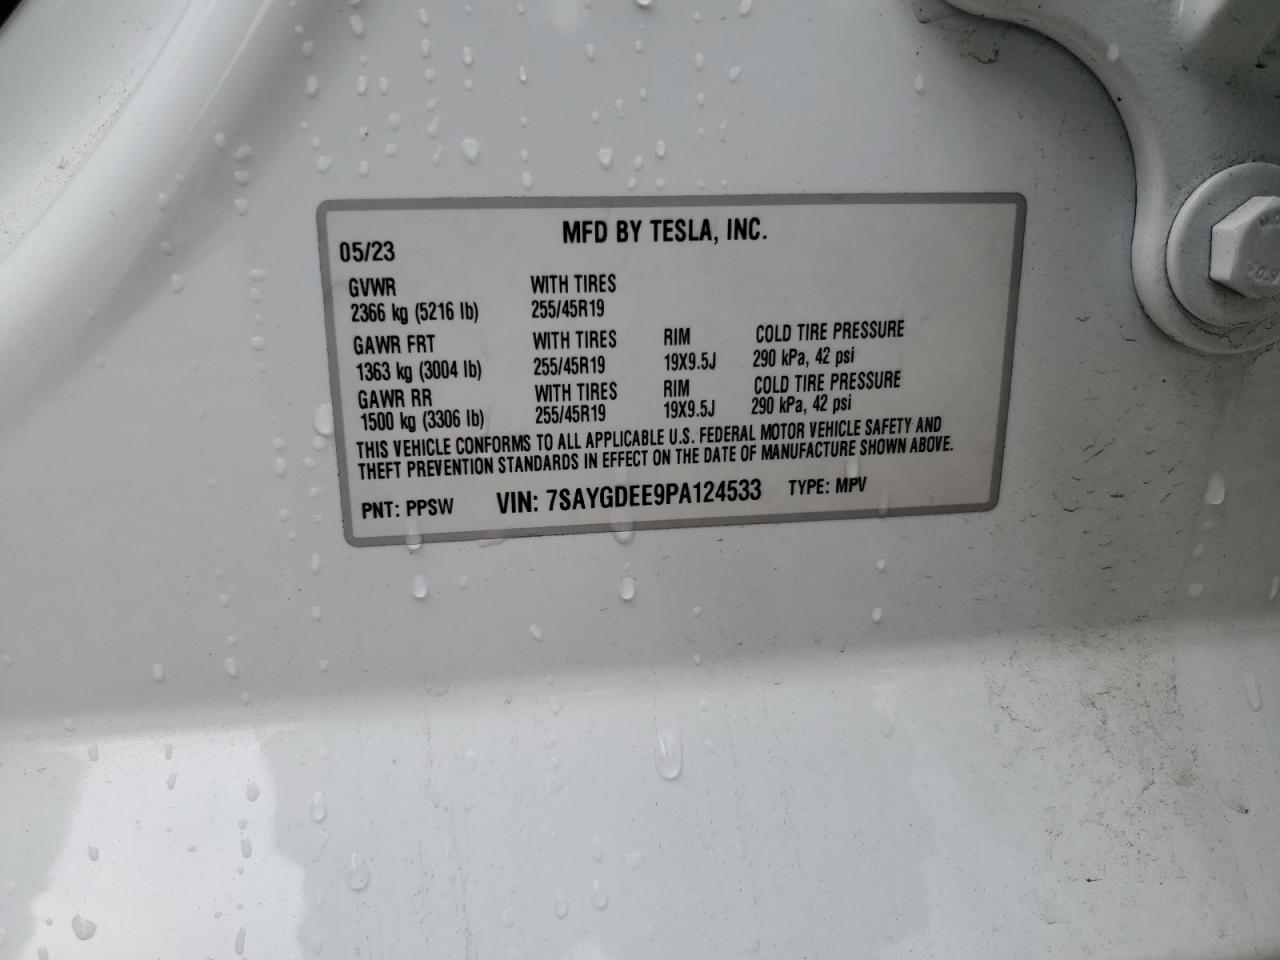 MFD BY TESLA, INC.
05/23
GVWR WITH TIRES
2366 kg (5216 lb) 255/45R19
GAWR FRT WITH TIRES RIM COLD TIRE PRESSURE
1363 kg (3004 lb) 255/45R19 19X9.5J 290 kPa, 42 psi
GAWR RR WITH TIRES RIM COLD TIRE PRESSURE
1500 kg (3306 lb) 255/45R19 19X9.5J 290 kPa, 42 psi
THIS VEHICLE CONFORMS TO ALL APPLICABLE U.S. FEDERAL MOTOR VEHICLE SAFETY AND
THEFT PREVENTION STANDARDS IN EFFECT ON THE DATE OF MANUFACTURE SHOWN ABOVE.
PNT: PPSW VIN: 7SAYGDEE9PA124533 TYPE: MPV